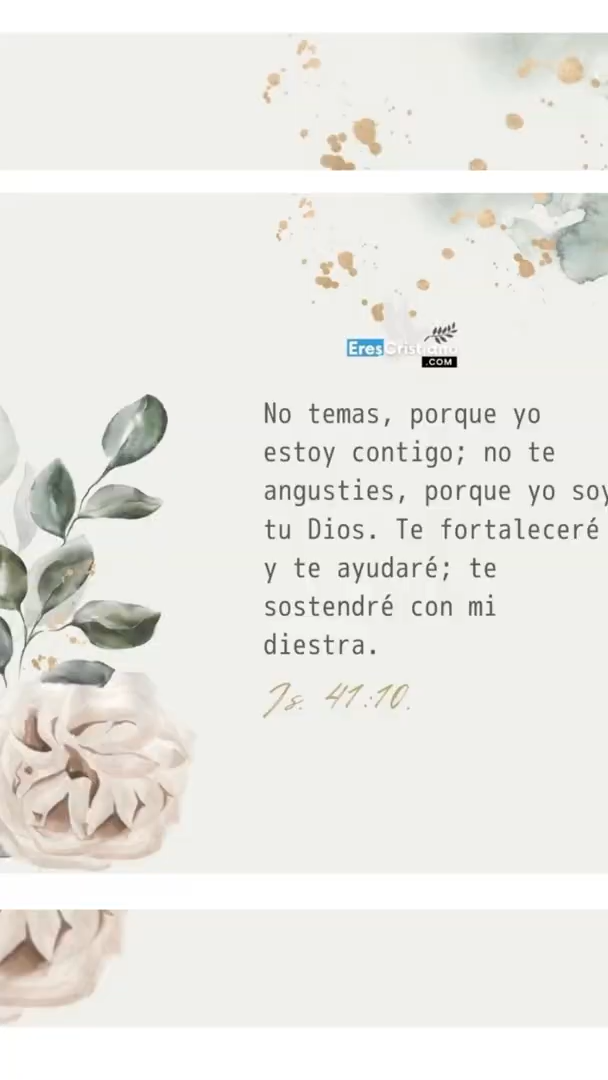 EresCristiano
.COM
No temas, porque yo
estoy contigo; no te
angusties, porque yo soy
tu Dios. Te fortaleceré
y te ayudaré; te
sostendré con mi
diestra.
Is. 41:10.